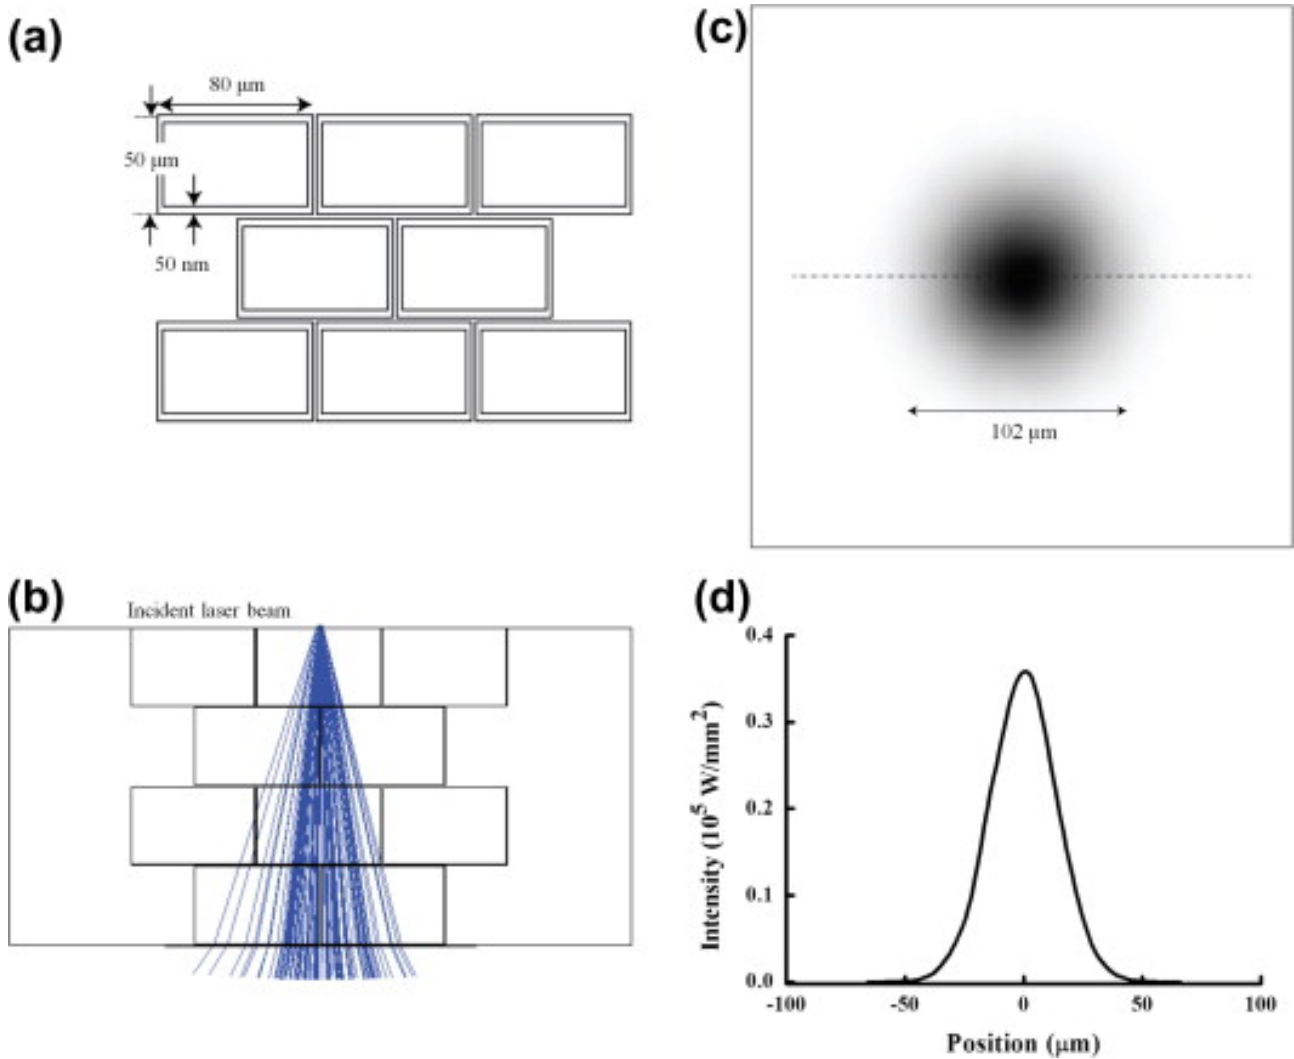 (a)
80 μm
50 μm
50 nm
(b)
Incident laser beam
(c)
102 μm
(d)
0.4
0.3
0.2
0.1
0.0
Intensity (10⁵ W/mm²)
-100
-50
0
50
100
Position (μm)